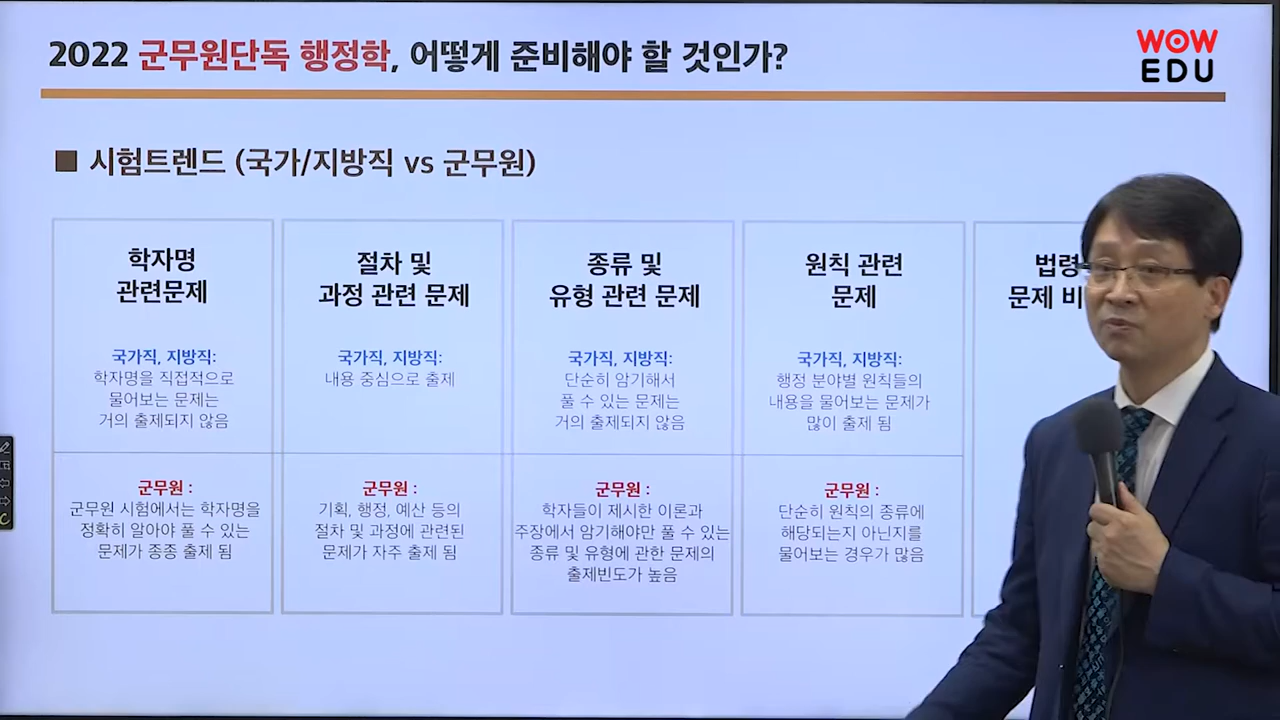 2022 군무원단독 행정학, 어떻게 준비해야 할 것인가?
WOW
EDU
■ 시험트렌드 (국가/지방직 vs 군무원)
학자명
관련문제
국가직, 지방직:
학자명을 직접적으로
물어보는 문제는
거의 출제되지 않음
군무원 :
군무원 시험에서는 학자명을
정확히 알아야 풀 수 있는
문제가 종종 출제 됨
절차 및
과정 관련 문제
국가직, 지방직:
내용 중심으로 출제
군무원 :
기획, 행정, 예산 등의
절차 및 과정에 관련된
문제가 자주 출제 됨
종류 및
유형 관련 문제
국가직, 지방직:
단순히 암기해서
풀 수 있는 문제는
거의 출제되지 않음
군무원 :
학자들이 제시한 이론과
주장에서 암기해야만 풀 수 있는
종류 및 유형에 관한 문제의
출제빈도가 높음
원칙 관련
문제
국가직, 지방직:
행정 분야별 원칙들의
내용을 물어보는 문제가
많이 출제 됨
군무원 :
단순히 원칙의 종류에
해당되는지 아닌지를
물어보는 경우가 많음
법령
문제 비